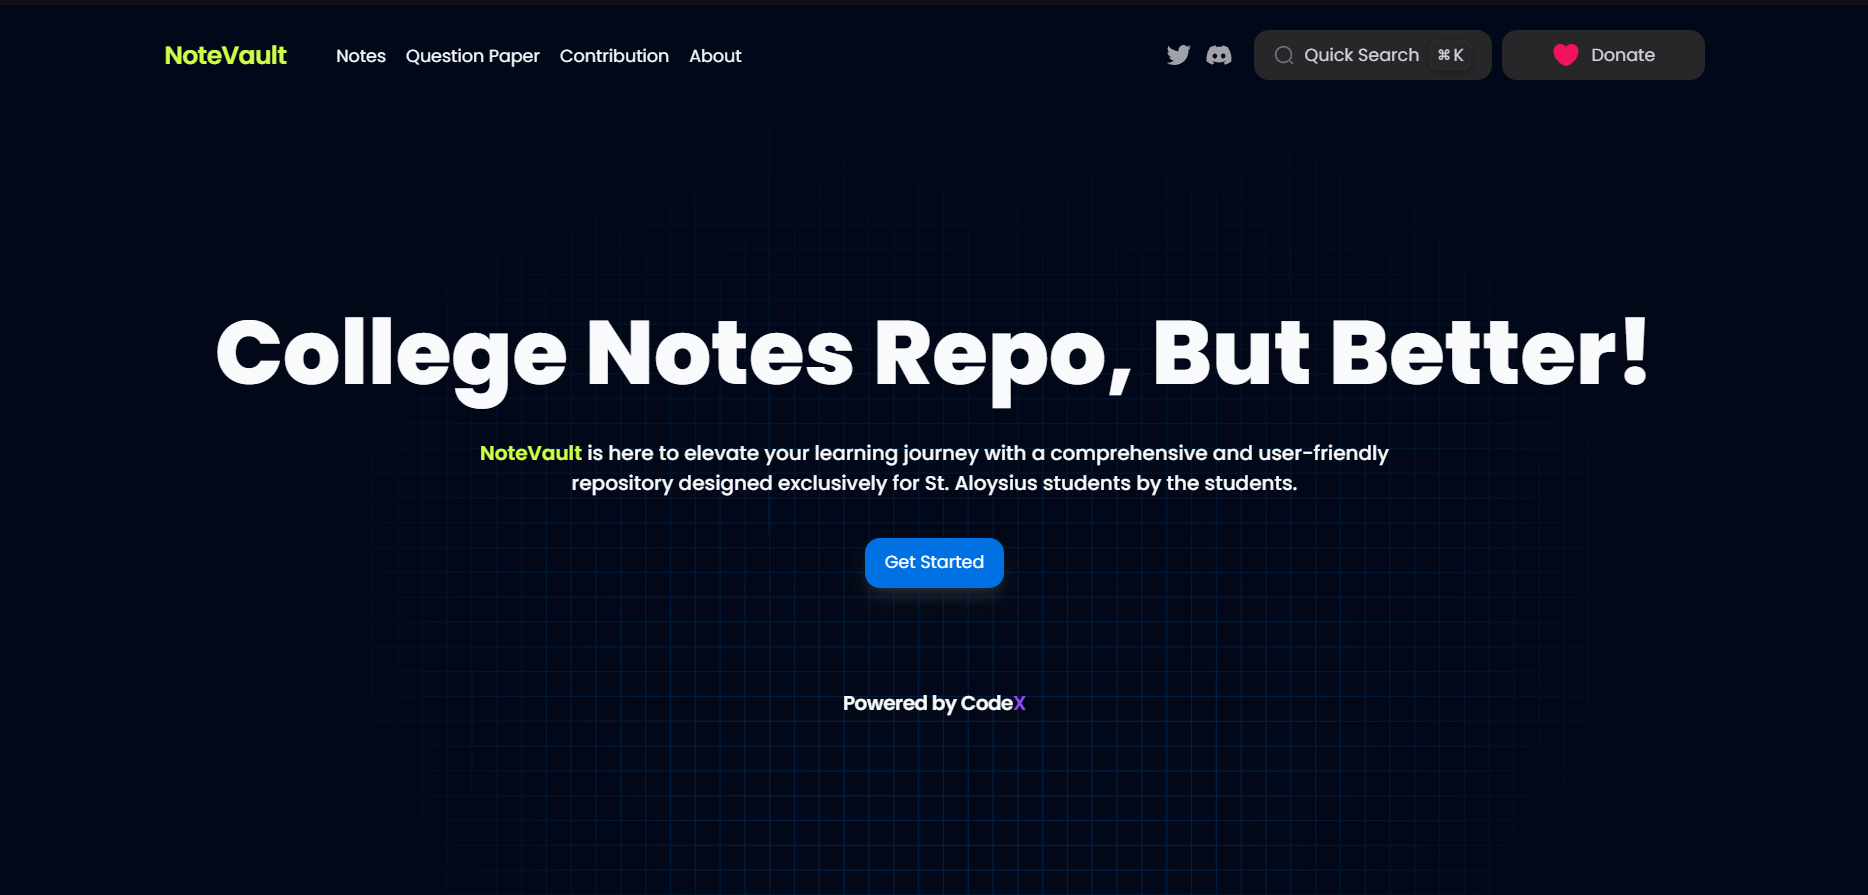 NoteVault Notes Question Paper Contribution About Quick Search ⌘K Donate
College Notes Repo, But Better!
NoteVault is here to elevate your learning journey with a comprehensive and user-friendly
repository designed exclusively for St. Aloysius students by the students.
Get Started
Powered by CodeX